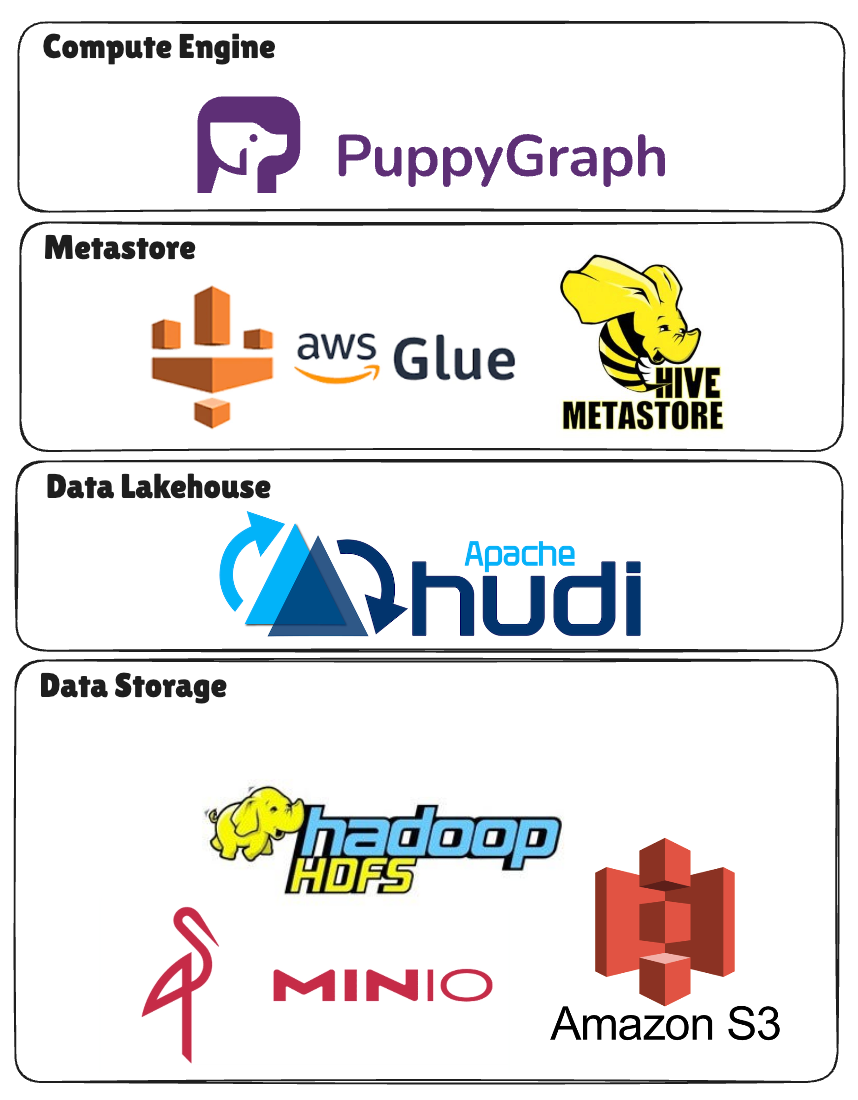 Compute Engine
PuppyGraph
Metastore
aws Glue
HIVE
METASTORE
Data Lakehouse
Apache
hudi
Data Storage
hadoop
HDFS
MINIO
Amazon S3